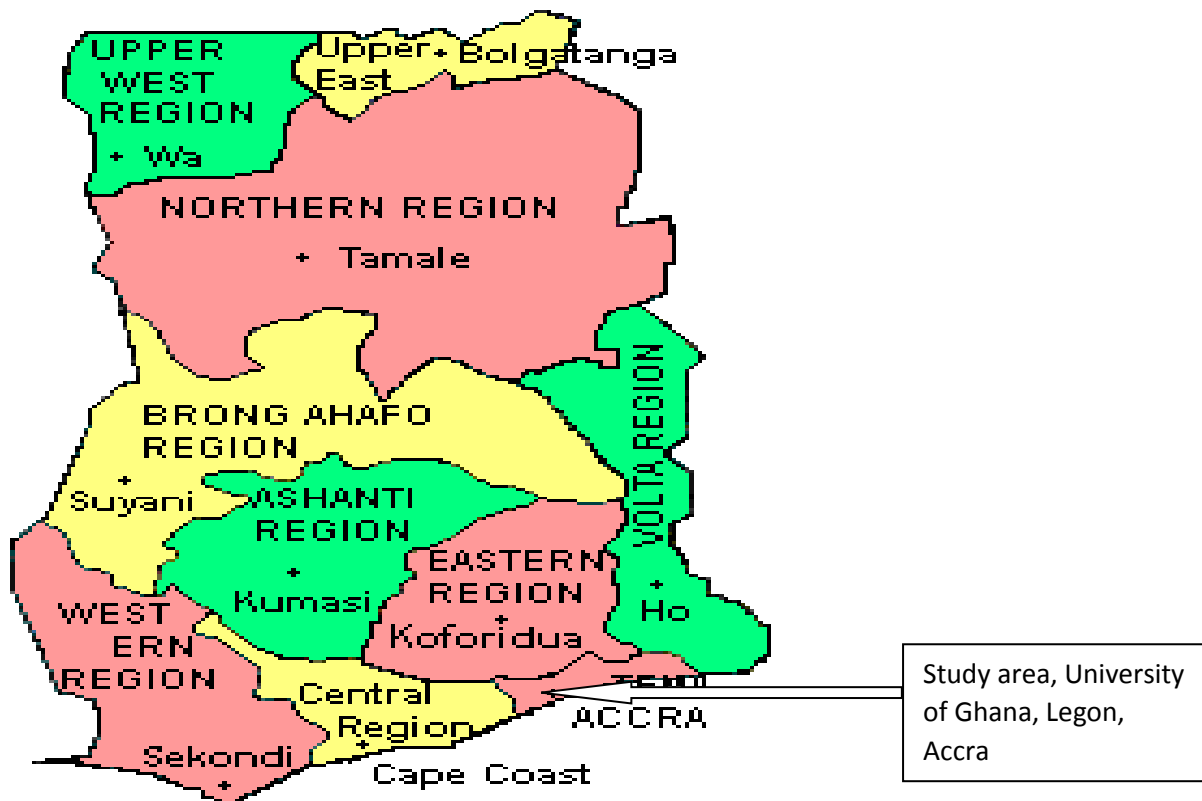 UPPER
WEST
REGION
Wa
Upper
East
Bolgatanga
NORTHERN REGION
Tamale
BRONG AHAFO
REGION
Suyani
ASHANTI
REGION
Kumasi
VOLTA REGION
Ho
EASTERN
REGION
Koforidua
WEST
ERN
REGION
Sekondi
Central
Region
Cape Coast
ACCRA
Study area, University
of Ghana, Legon,
Accra